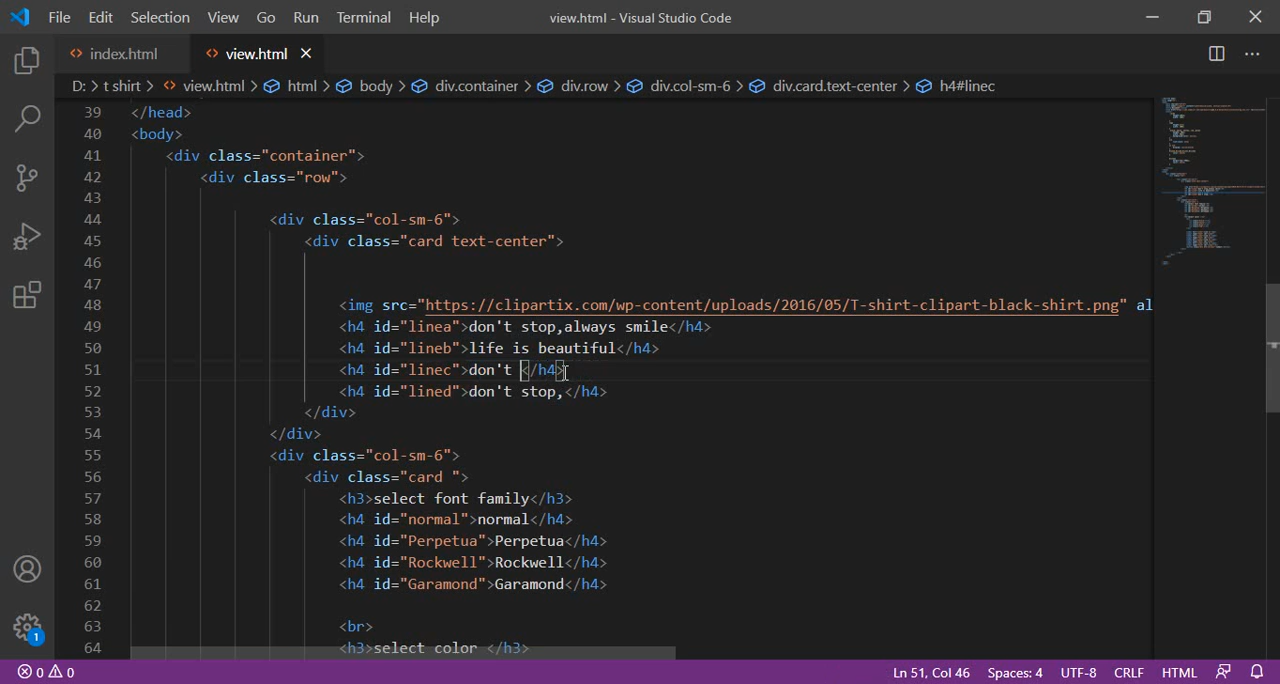 File Edit Selection View Go Run Terminal Help view.html - Visual Studio Code
<> index.html <> view.html ×
D: > t shirt > <> view.html > html > body > div.container > div.row > div.col-sm-6 > div.card.text-center > h4#linec
39 </head>
40 <body>
41 <div class="container">
42 <div class="row">
43
44 <div class="col-sm-6">
45 <div class="card text-center">
46
47
48 <img src="https://clipartix.com/wp-content/uploads/2016/05/T-shirt-clipart-black-shirt.png" al
49 <h4 id="linea">don't stop,always smile</h4>
50 <h4 id="lineb">life is beautiful</h4>
51 <h4 id="linec">don't </h4>
52 <h4 id="lined">don't stop,</h4>
53 </div>
54 </div>
55 <div class="col-sm-6">
56 <div class="card ">
57 <h3>select font family</h3>
58 <h4 id="normal">normal</h4>
59 <h4 id="Perpetua">Perpetua</h4>
60 <h4 id="Rockwell">Rockwell</h4>
61 <h4 id="Garamond">Garamond</h4>
62
63 <br>
64 <h3>select color </h3>
1
0 0 Ln 51, Col 46 Spaces: 4 UTF-8 CRLF HTML